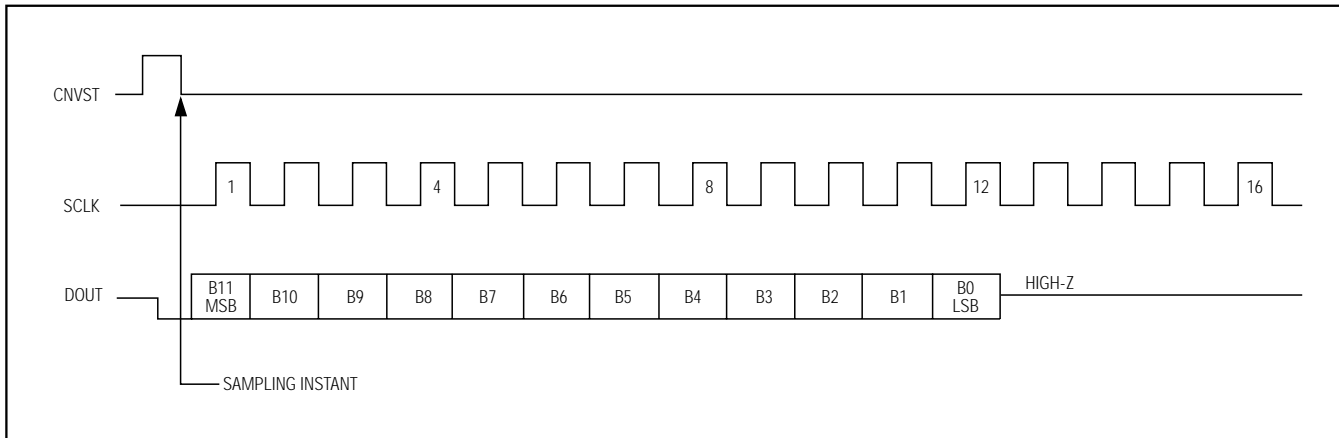 CNVST
1 4 8 12 16
SCLK
DOUT
B11 MSB B10 B9 B8 B7 B6 B5 B4 B3 B2 B1 B0 LSB HIGH-Z
SAMPLING INSTANT